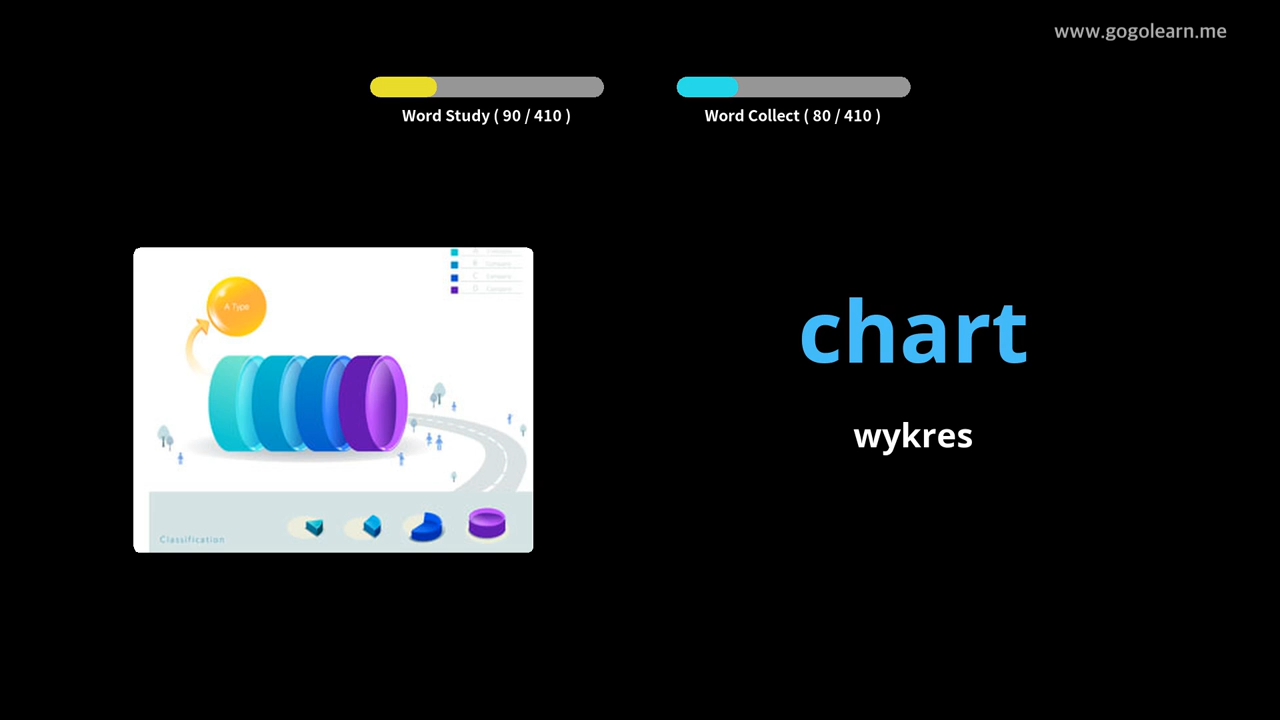 www.gogolearn.me
Word Study ( 90 / 410 )
Word Collect ( 80 / 410 )
A Type
B
C
D
Classification
chart
wykres